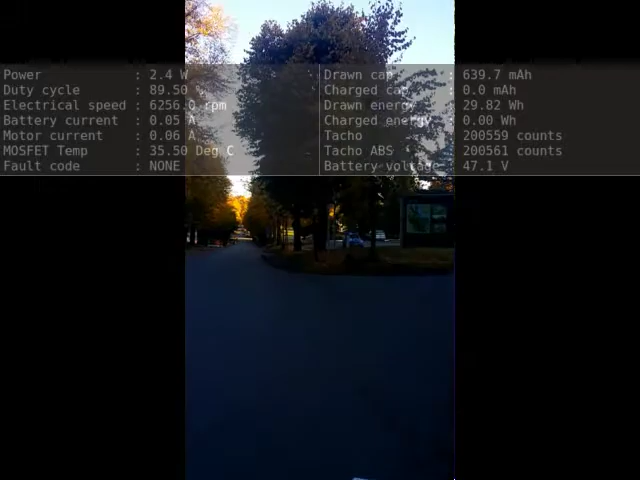 Power : 2.4 W
Duty cycle : 89.50
Electrical speed : 6256.0 rpm
Battery current : 0.05 A
Motor current : 0.06 A
MOSFET Temp : 35.50 Deg C
Fault code : NONE
Drawn cap : 639.7 mAh
Charged cap : 0.0 mAh
Drawn energy : 29.82 Wh
Charged energy : 0.00 Wh
Tacho : 200559 counts
Tacho ABS : 200561 counts
Battery voltage : 47.1 V